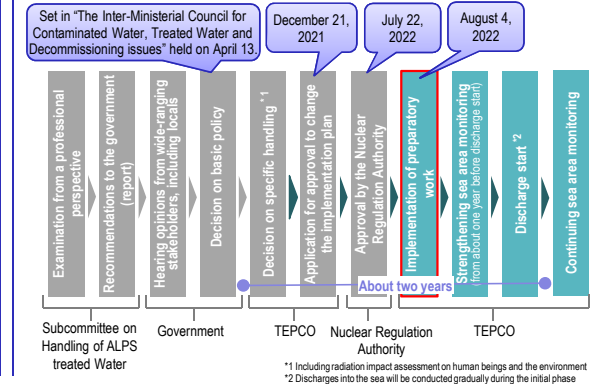 Set in "The Inter-Ministerial Council for
Contaminated Water, Treated Water and
Decommissioning issues" held on April 13.
December 21,
2021
July 22,
2022
August 4,
2022
Examination from a professional
perspective
Recommendations to the government
(report)
Hearing opinions from wide-ranging
stakeholders, including locals
Decision on basic policy
Decision on specific handling *1
Application for approval to change
the implementation plan
Approval by the Nuclear
Regulation Authority
Implementation of preparatory
work
Strengthening sea area monitoring
(from about one year before discharge start)
Discharge start *2
Continuing sea area monitoring
About two years
Subcommittee on
Handling of ALPS
treated Water
Government
TEPCO
Nuclear Regulation
Authority
TEPCO
*1 Including radiation impact assessment on human beings and the environment
*2 Discharges into the sea will be conducted gradually during the initial phase